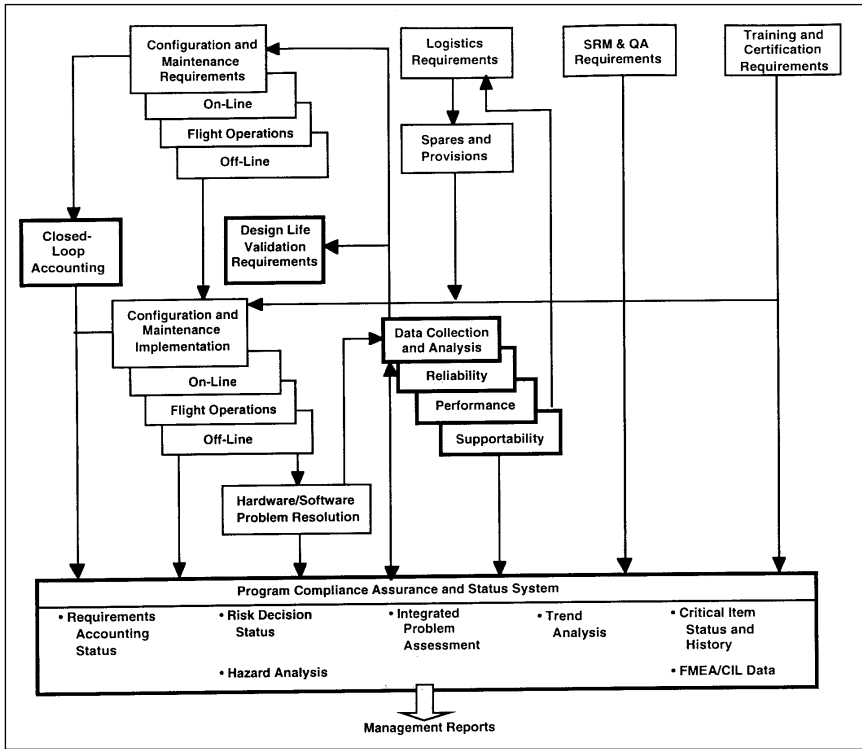 Configuration and
Maintenance
Requirements
On-Line
Flight Operations
Off-Line
Logistics
Requirements
SRM & QA
Requirements
Training and
Certification
Requirements
Spares and
Provisions
Closed-
Loop
Accounting
Design Life
Validation
Requirements
Configuration and
Maintenance
Implementation
On-Line
Flight Operations
Off-Line
Data Collection
and Analysis
Reliability
Performance
Supportability
Hardware/Software
Problem Resolution
Program Compliance Assurance and Status System
• Requirements
Accounting
Status
• Risk Decision
Status
• Hazard Analysis
• Integrated
Problem
Assessment
• Trend
Analysis
• Critical Item
Status and
History
• FMEA/CIL Data
Management Reports